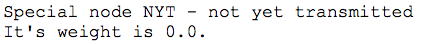 Special node NYT - not yet transmitted
It's weight is 0.0.